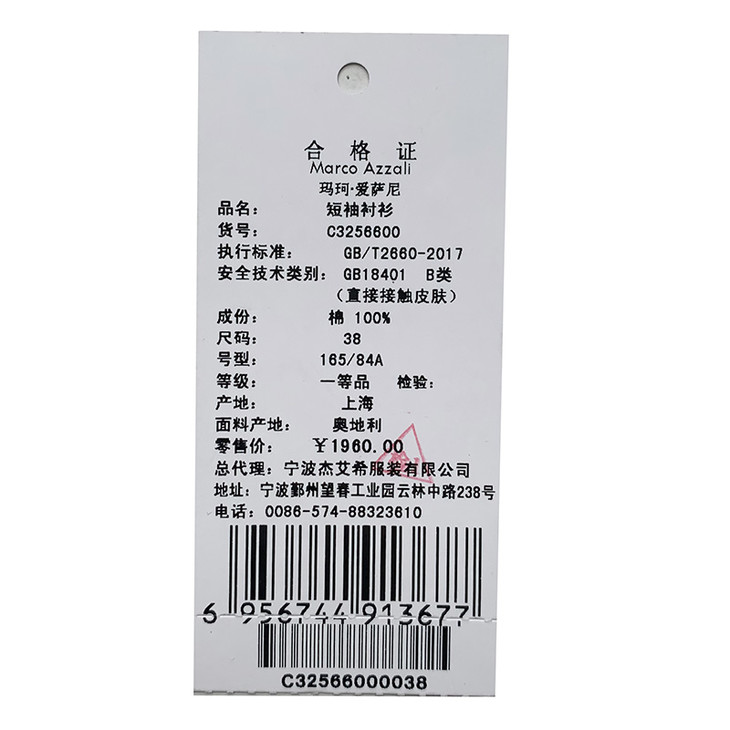 合格证
Marco Azzali
玛珂·爱萨尼
品名: 短袖衬衫
货号: C3256600
执行标准: GB/T2660-2017
安全技术类别: GB18401 B类
（直接接触皮肤）
成份: 棉 100%
尺码: 38
号型: 165/84A
等级: 一等品 检验:
产地: 上海
面料产地: 奥地利
零售价: ￥1960.00
总代理: 宁波杰艾希服装有限公司
地址: 宁波鄞州望春工业园云林中路238号
电话: 0086-574-88323610
6 956744 913677
C32566000038